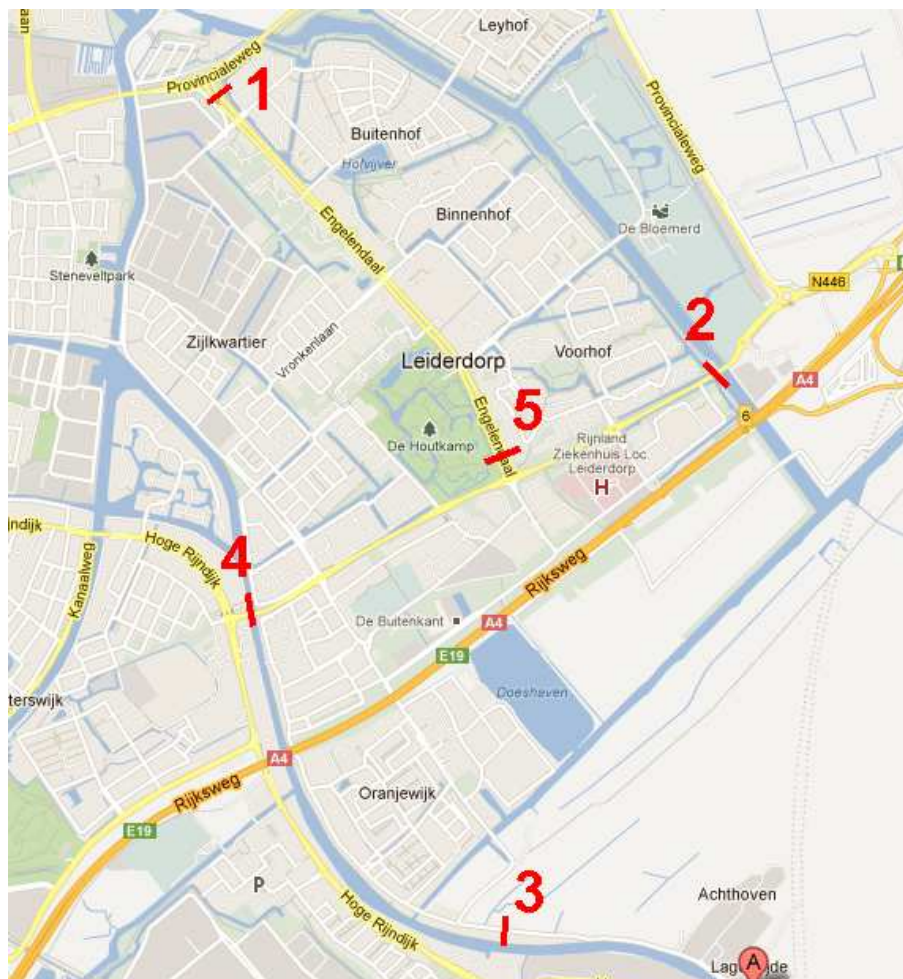 Leyhof
laan
Provincialeweg
1
Provincialeweg
Buitenhof
Hofvijver
Binnenhof
De Bloemerd
Engelendaal
Steneveltpark
N446
2
Zijlkwartier
Vronkenlaan
Voorhof
Leiderdorp
A4
5
6
Engelendaal
De Houtkamp
Rijnland
Ziekenhuis Loc.
Leiderdorp
H
ndijk
Hoge Rijndijk
4
Kanaalweg
Rijksweg
De Buitenkant
A4
E19
Doeshaven
terswijk
A4
Rijksweg
Oranjewijk
E19
P
3
Hoge Rijndijk
Achthoven
A